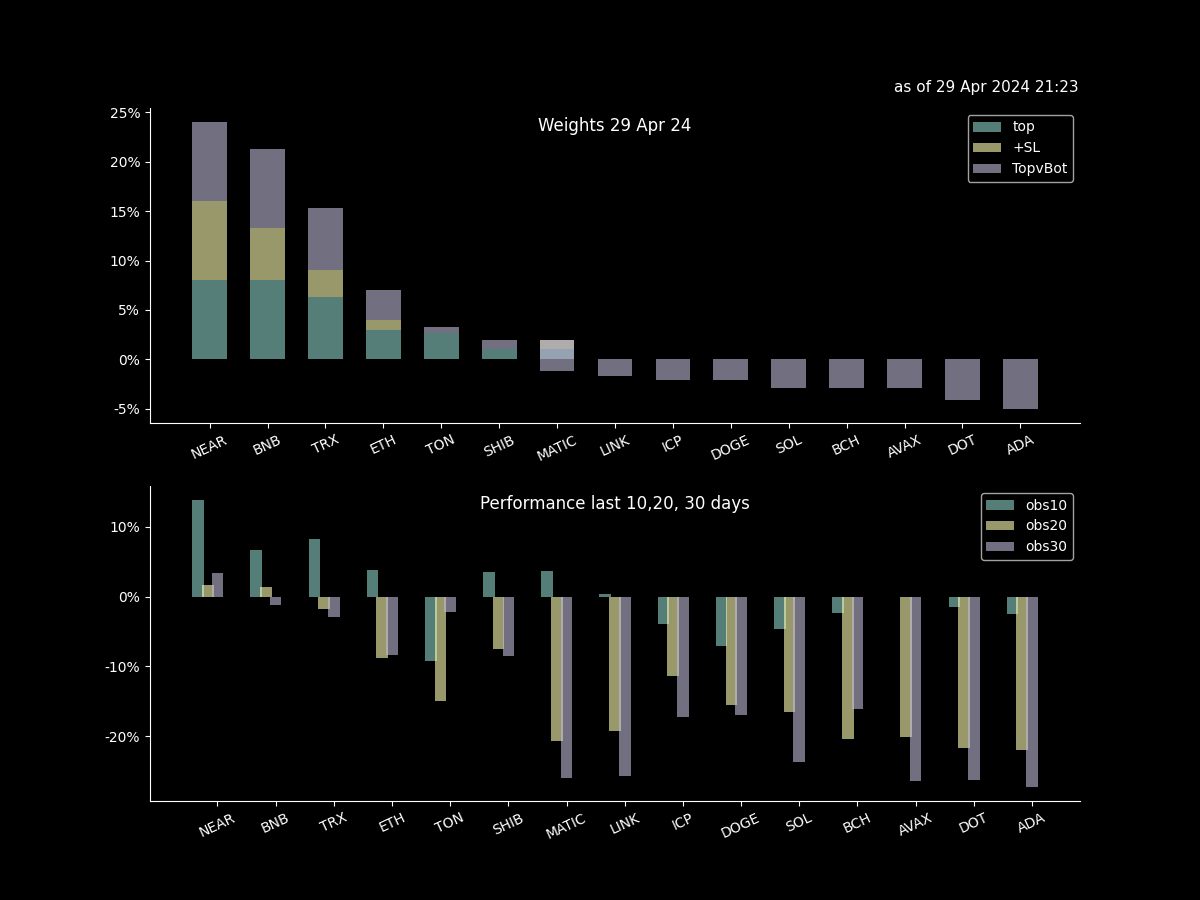 as of 29 Apr 2024 21:23
Weights 29 Apr 24
top
+SL
TopvBot
25%
20%
15%
10%
5%
0%
-5%
NEAR BNB TRX ETH TON SHIB MATIC LINK ICP DOGE SOL BCH AVAX DOT ADA
Performance last 10,20, 30 days
obs10
obs20
obs30
10%
0%
-10%
-20%
NEAR BNB TRX ETH TON SHIB MATIC LINK ICP DOGE SOL BCH AVAX DOT ADA